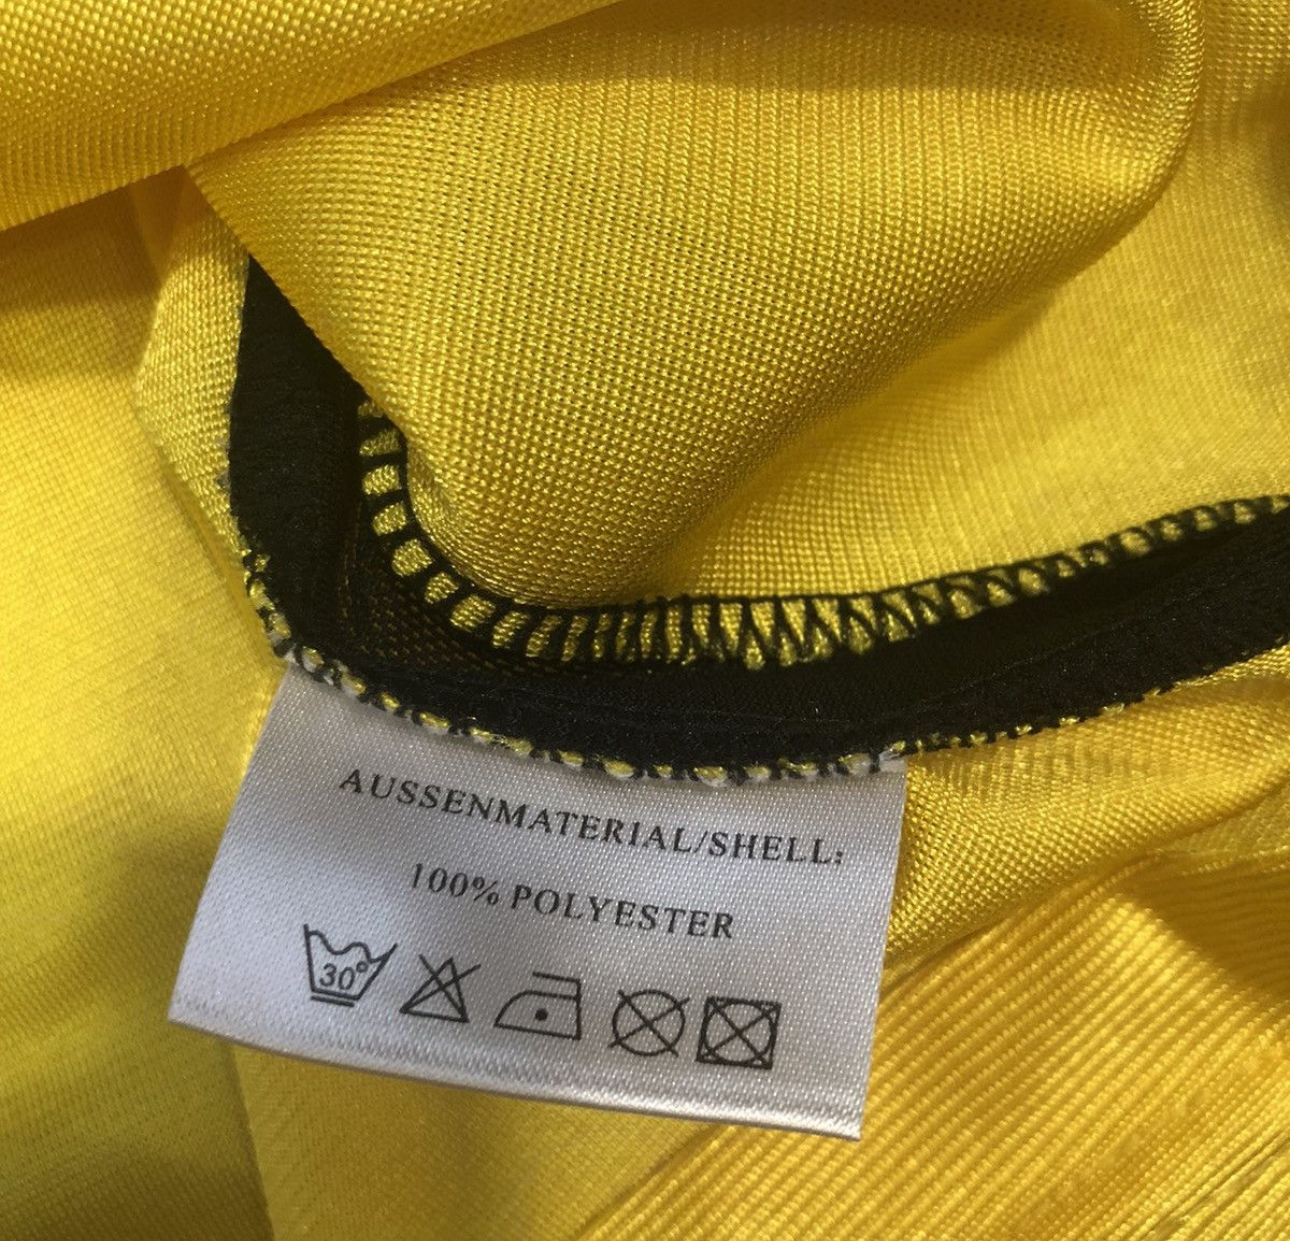 AUSSENMATERIAL/SHELL:
100% POLYESTER
30°